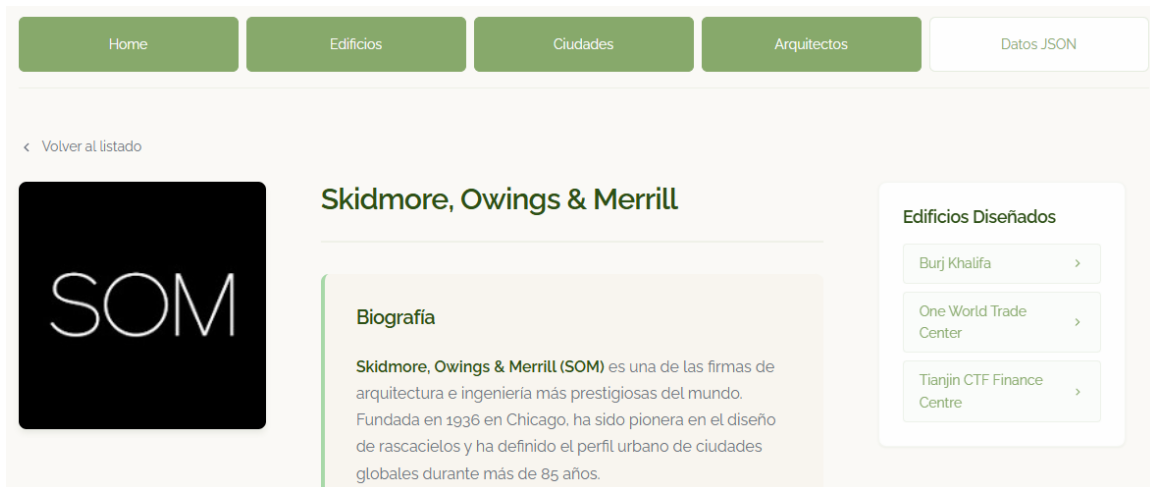 Home
Edificios
Ciudades
Arquitectos
Datos JSON
Volver al listado
SOM
Skidmore, Owings & Merrill
Biografía
Skidmore, Owings & Merrill (SOM) es una de las firmas de
arquitectura e ingeniería más prestigiosas del mundo.
Fundada en 1936 en Chicago, ha sido pionera en el diseño
de rascacielos y ha definido el perfil urbano de ciudades
globales durante más de 85 años.
Edificios Diseñados
Burj Khalifa
One World Trade
Center
Tianjin CTF Finance
Centre